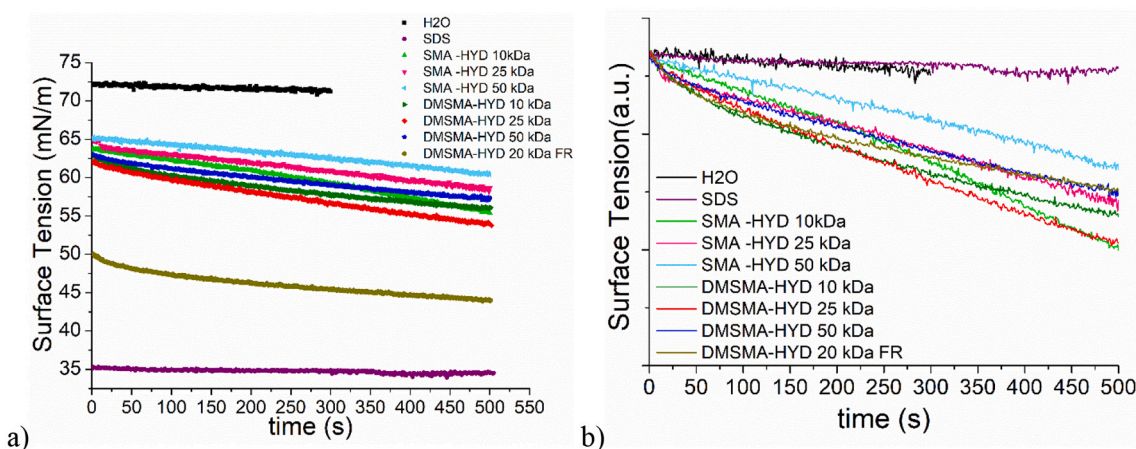 H2O
SDS
SMA -HYD 10kDa
SMA -HYD 25 kDa
SMA -HYD 50 kDa
DMSMA-HYD 10 kDa
DMSMA-HYD 25 kDa
DMSMA-HYD 50 kDa
DMSMA-HYD 20 kDa FR
Surface Tension (mN/m)
75
70
65
60
55
50
45
40
35
0 50 100 150 200 250 300 350 400 450 500 550
time (s)
a)
Surface Tension(a.u.)
H2O
SDS
SMA -HYD 10kDa
SMA -HYD 25 kDa
SMA -HYD 50 kDa
DMSMA-HYD 10 kDa
DMSMA-HYD 25 kDa
DMSMA-HYD 50 kDa
DMSMA-HYD 20 kDa FR
0 50 100 150 200 250 300 350 400 450 500
time (s)
b)